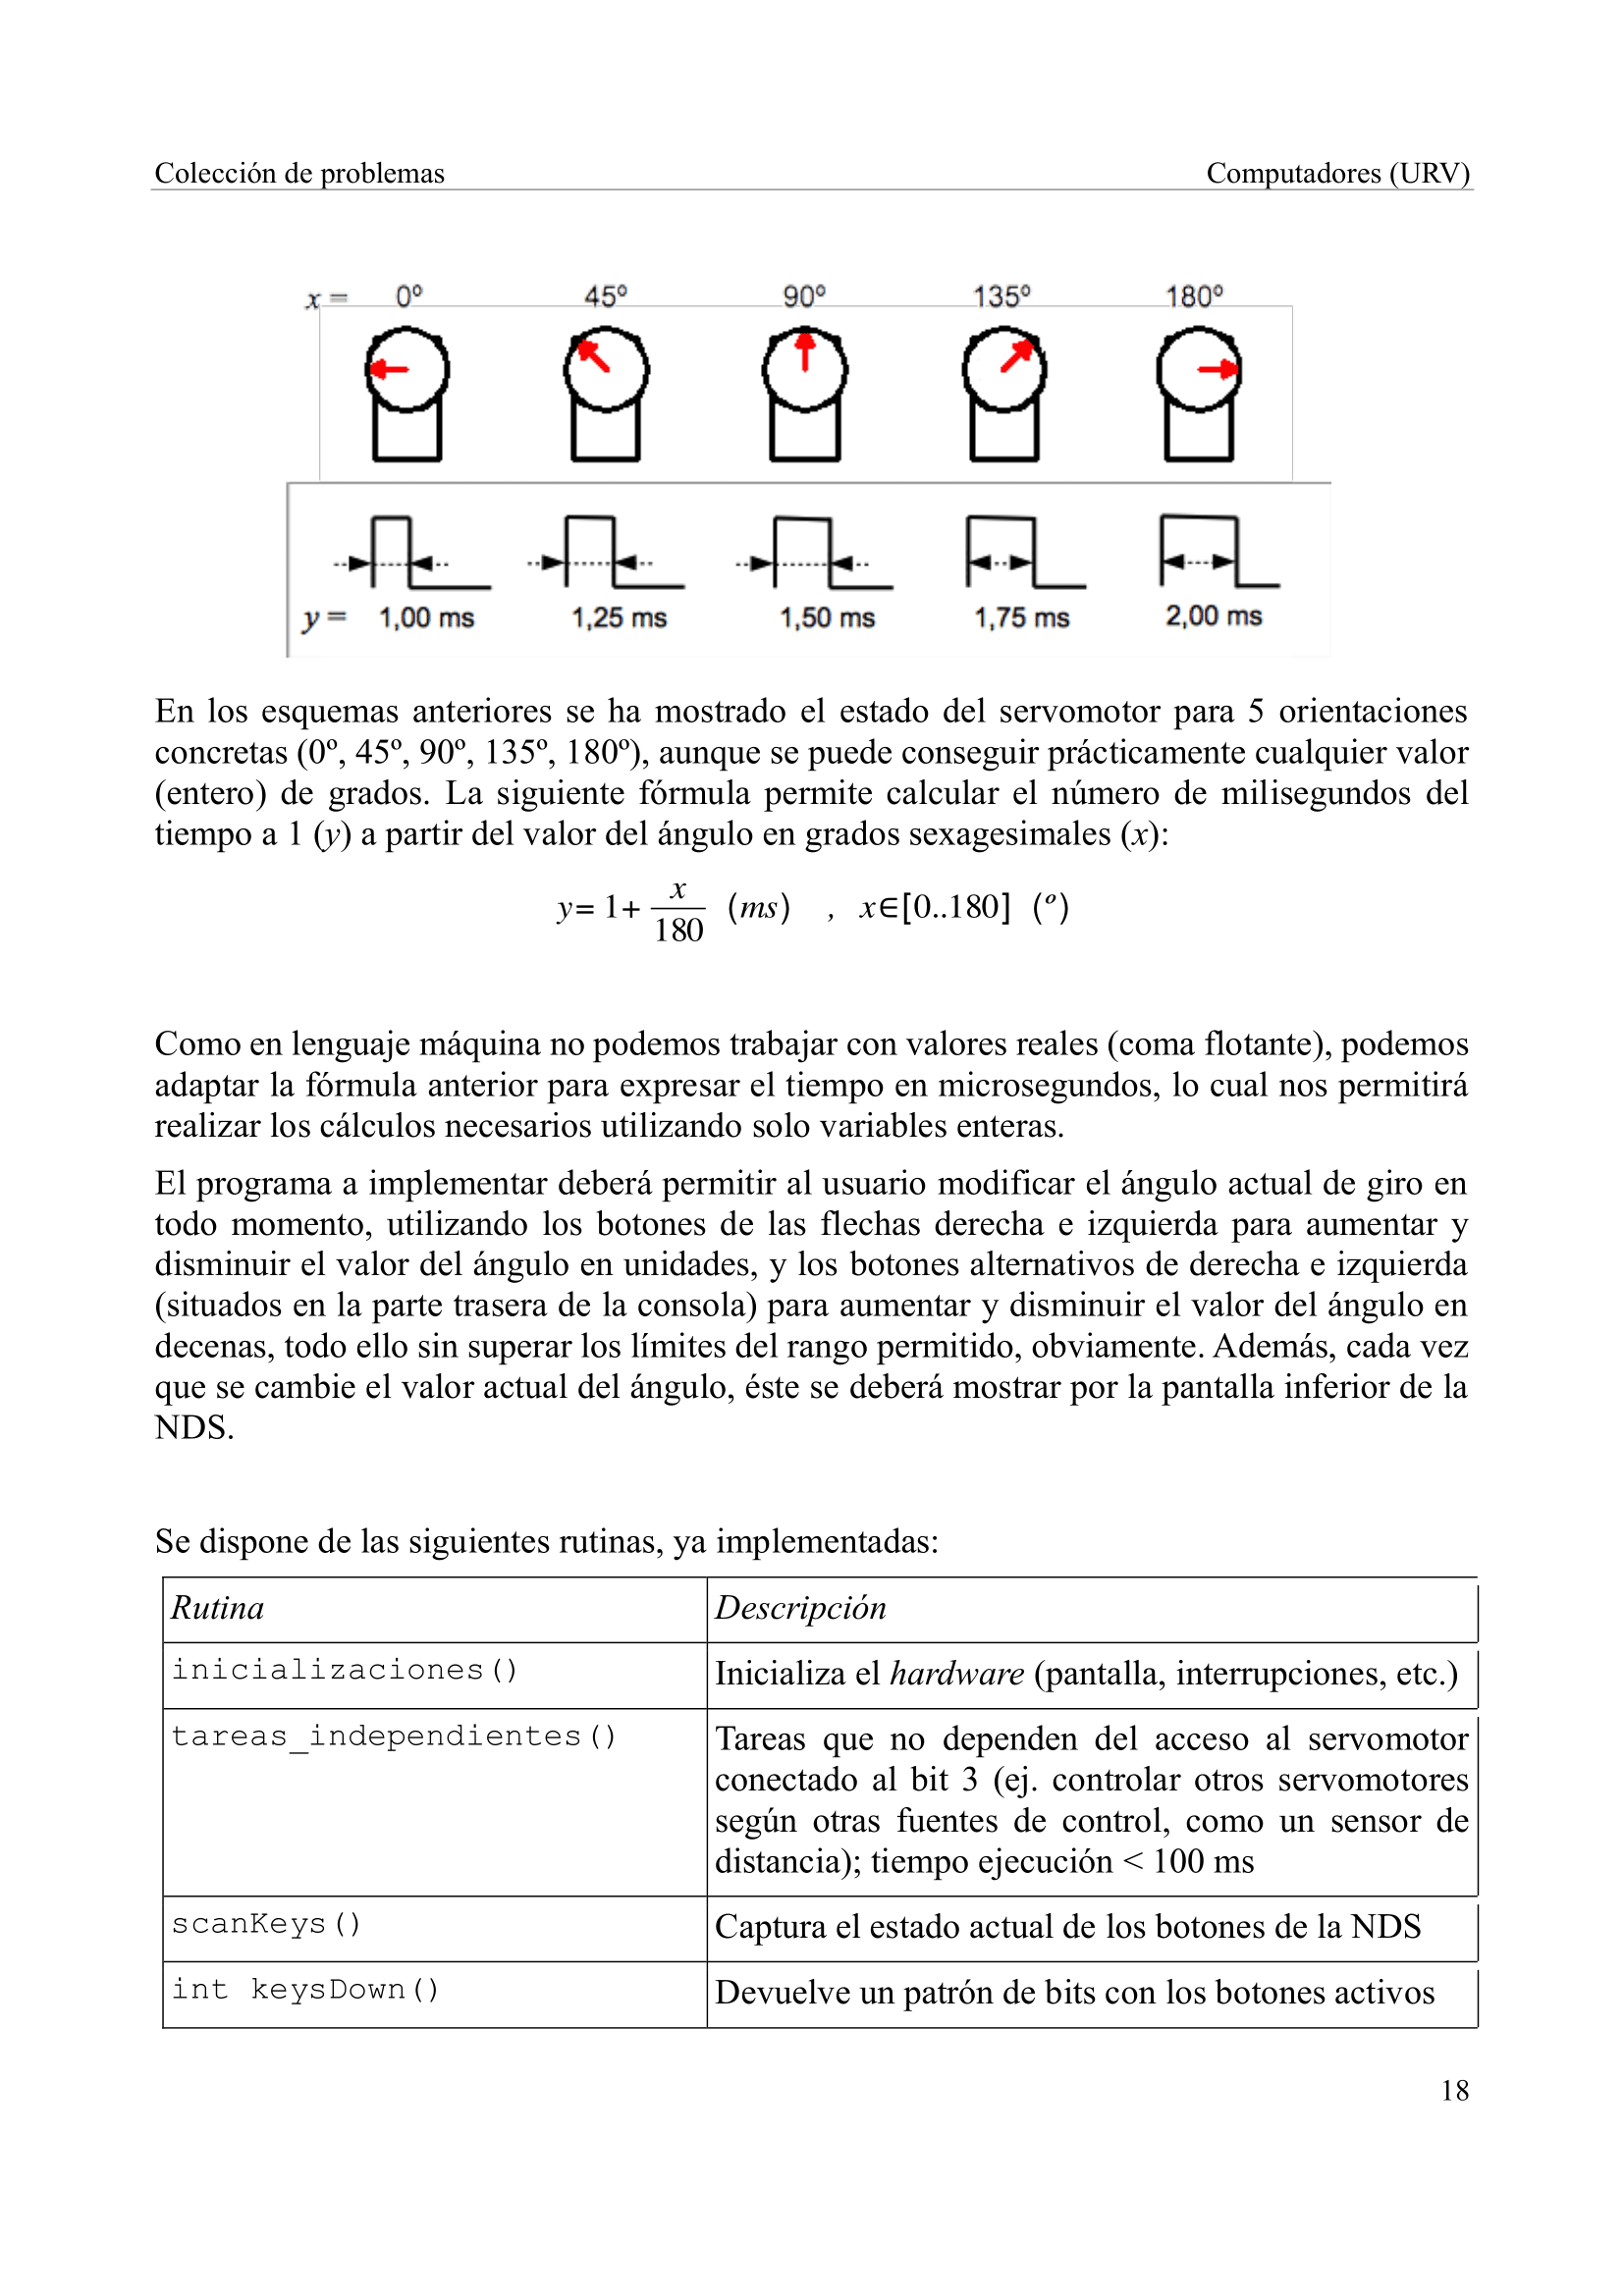 Colección de problemas Computadores (URV)
x = 0º 45º 90º 135º 180º
y = 1,00 ms 1,25 ms 1,50 ms 1,75 ms 2,00 ms
En los esquemas anteriores se ha mostrado el estado del servomotor para 5 orientaciones
concretas (0º, 45º, 90º, 135º, 180º), aunque se puede conseguir prácticamente cualquier valor
(entero) de grados. La siguiente fórmula permite calcular el número de milisegundos del
tiempo a 1 (y) a partir del valor del ángulo en grados sexagesimales (x):
y= 1+ x/180 (ms) , x∈[0..180] (º)
Como en lenguaje máquina no podemos trabajar con valores reales (coma flotante), podemos
adaptar la fórmula anterior para expresar el tiempo en microsegundos, lo cual nos permitirá
realizar los cálculos necesarios utilizando solo variables enteras.
El programa a implementar deberá permitir al usuario modificar el ángulo actual de giro en
todo momento, utilizando los botones de las flechas derecha e izquierda para aumentar y
disminuir el valor del ángulo en unidades, y los botones alternativos de derecha e izquierda
(situados en la parte trasera de la consola) para aumentar y disminuir el valor del ángulo en
decenas, todo ello sin superar los límites del rango permitido, obviamente. Además, cada vez
que se cambie el valor actual del ángulo, éste se deberá mostrar por la pantalla inferior de la
NDS.
Se dispone de las siguientes rutinas, ya implementadas:
Rutina Descripción
inicializaciones() Inicializa el hardware (pantalla, interrupciones, etc.)
tareas_independientes() Tareas que no dependen del acceso al servomotor
conectado al bit 3 (ej. controlar otros servomotores
según otras fuentes de control, como un sensor de
distancia); tiempo ejecución < 100 ms
scanKeys() Captura el estado actual de los botones de la NDS
int keysDown() Devuelve un patrón de bits con los botones activos
18